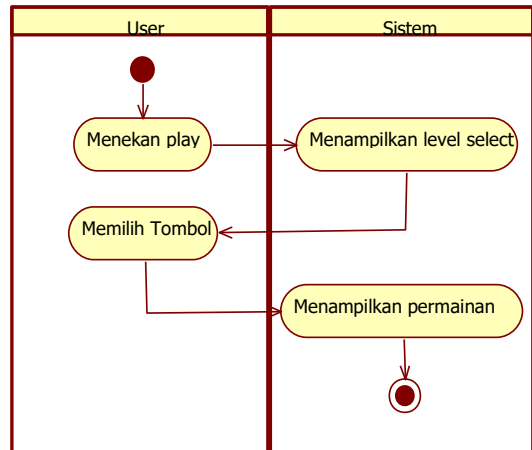 User
Sistem
Menekan play
Menampilkan level select
Memilih Tombol
Menampilkan permainan